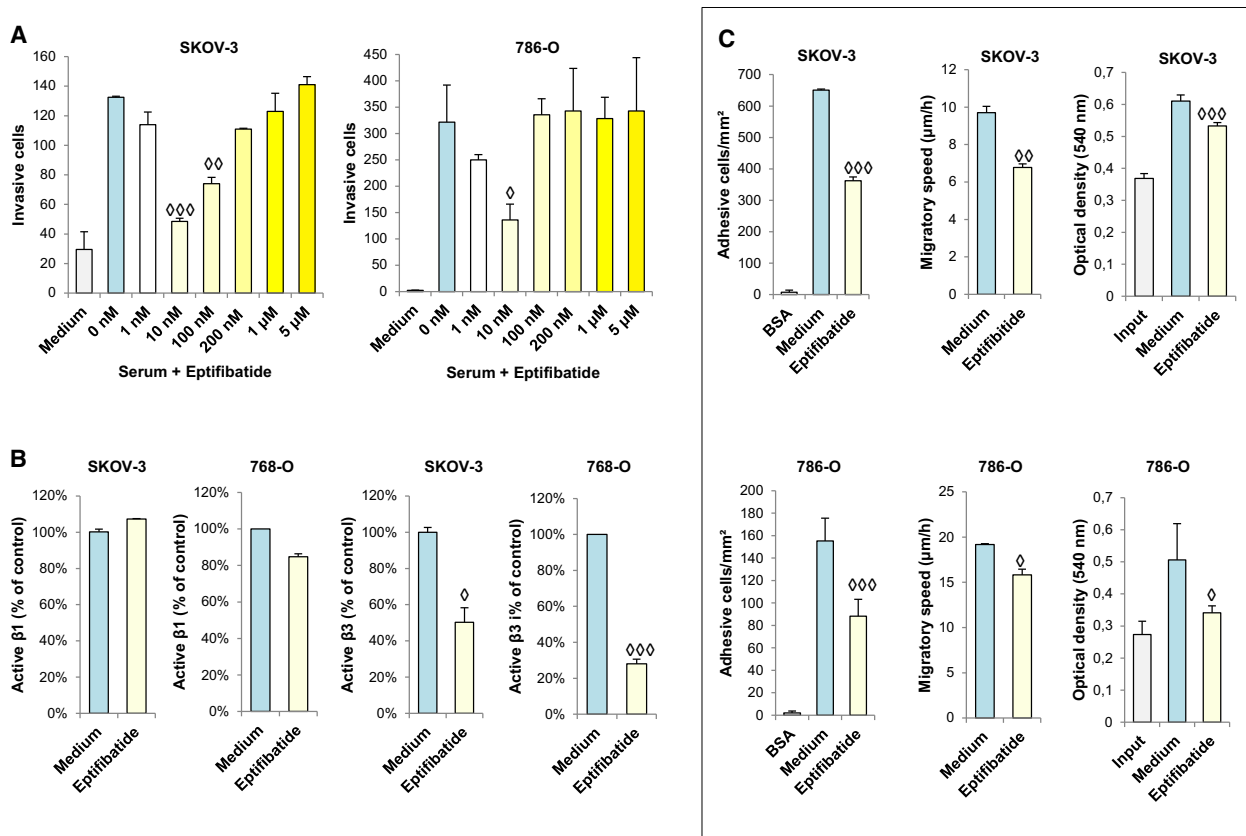 A
SKOV-3
Invasive cells
160
140
120
100
80
60
40
20
0
◊◊◊
◊◊
Medium
0 nM
1 nM
10 nM
100 nM
200 nM
1 µM
5 µM
Serum + Eptifibatide
786-O
Invasive cells
450
400
350
300
250
200
150
100
50
0
◊
Medium
0 nM
1 nM
10 nM
100 nM
200 nM
1 µM
5 µM
Serum + Eptifibatide
B
SKOV-3
Active β1 (% of control)
120%
100%
80%
60%
40%
20%
0%
Medium
Eptifibatide
768-O
Active β1 (% of control)
120%
100%
80%
60%
40%
20%
0%
Medium
Eptifibatide
SKOV-3
Active β3 (% of control)
120%
100%
80%
60%
40%
20%
0%
◊
Medium
Eptifibatide
768-O
Active β3 i% of control)
120%
100%
80%
60%
40%
20%
0%
◊◊◊
Medium
Eptifibatide
C
SKOV-3
Adhesive cells/mm²
700
600
500
400
300
200
100
0
◊◊◊
BSA
Medium
Eptifibatide
SKOV-3
Migratory speed (µm/h)
12
10
8
6
4
2
0
◊◊
Medium
Eptifibitide
SKOV-3
Optical density (540 nm)
0,7
0,6
0,5
0,4
0,3
0,2
0,1
0
◊◊◊
Input
Medium
Eptifibatide
786-O
Adhesive cells/mm²
200
180
160
140
120
100
80
60
40
20
0
◊◊◊
BSA
Medium
Eptifibatide
786-O
Migratory speed (µm/h)
25
20
15
10
5
0
◊
Medium
Eptifibatide
786-O
Optical density (540 nm)
0,7
0,6
0,5
0,4
0,3
0,2
0,1
0
◊
Input
Medium
Eptifibatide